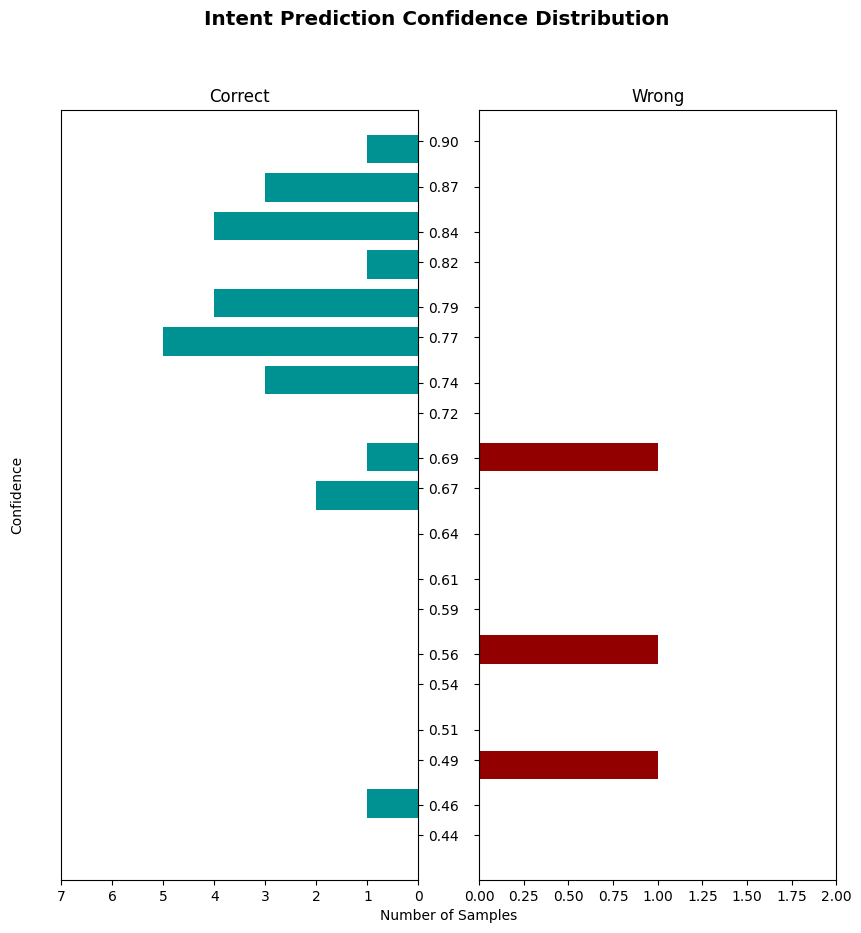 Intent Prediction Confidence Distribution
Correct
Wrong
0.90
0.87
0.84
0.82
0.79
0.77
0.74
0.72
0.69
0.67
0.64
0.61
0.59
0.56
0.54
0.51
0.49
0.46
0.44
Confidence
7 6 5 4 3 2 1 0
0.00 0.25 0.50 0.75 1.00 1.25 1.50 1.75 2.00
Number of Samples